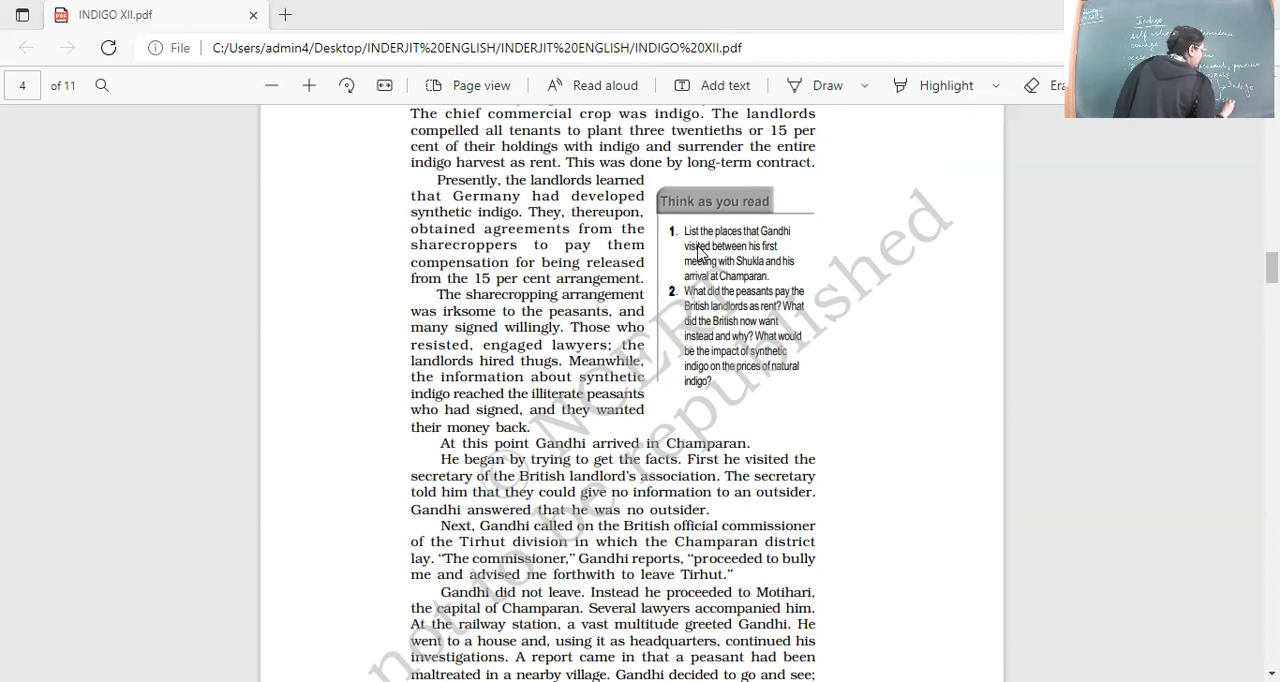 INDIGO XII.pdf
File
C:/Users/admin4/Desktop/INDERJIT%20ENGLISH/INDERJIT%20ENGLISH/INDIGO%20XII.pdf
4 of 11
Page view
Read aloud
Add text
Draw
Highlight
Era
Indigo
The chief commercial crop was indigo. The landlords
compelled all tenants to plant three twentieths or 15 per
cent of their holdings with indigo and surrender the entire
indigo harvest as rent. This was done by long-term contract.
Presently, the landlords learned
that Germany had developed
synthetic indigo. They, thereupon,
obtained agreements from the
sharecroppers to pay them
compensation for being released
from the 15 per cent arrangement.
The sharecropping arrangement
was irksome to the peasants, and
many signed willingly. Those who
resisted, engaged lawyers; the
landlords hired thugs. Meanwhile,
the information about synthetic
indigo reached the illiterate peasants
who had signed, and they wanted
their money back.
Think as you read
1. List the places that Gandhi
visited between his first
meeting with Shukla and his
arrival at Champaran.
2. What did the peasants pay the
British landlords as rent? What
did the British now want
instead and why? What would
be the impact of synthetic
indigo on the prices of natural
indigo?
At this point Gandhi arrived in Champaran.
He began by trying to get the facts. First he visited the
secretary of the British landlord's association. The secretary
told him that they could give no information to an outsider.
Gandhi answered that he was no outsider.
Next, Gandhi called on the British official commissioner
of the Tirhut division in which the Champaran district
lay. “The commissioner,” Gandhi reports, “proceeded to bully
me and advised me forthwith to leave Tirhut.”
Gandhi did not leave. Instead he proceeded to Motihari,
the capital of Champaran. Several lawyers accompanied him.
At the railway station, a vast multitude greeted Gandhi. He
went to a house and, using it as headquarters, continued his
investigations. A report came in that a peasant had been
maltreated in a nearby village. Gandhi decided to go and see;
© NCERT
not to be republished